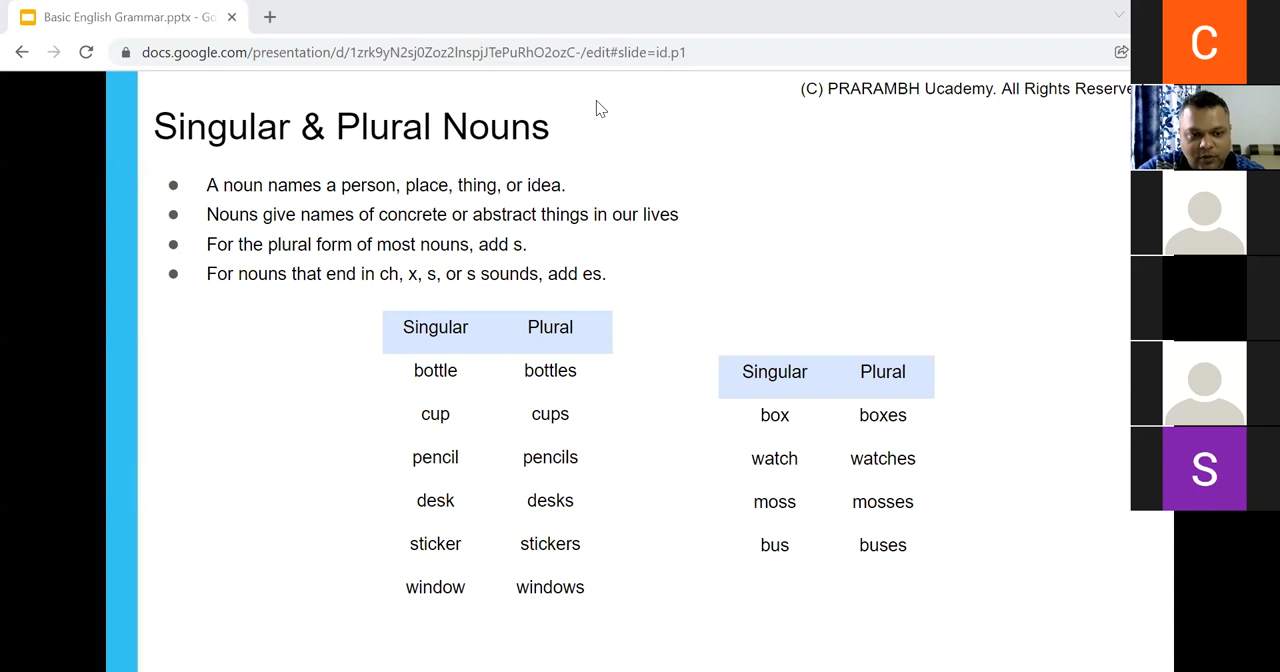 Basic English Grammar.pptx - Go
docs.google.com/presentation/d/1zrk9yN2sj0Zoz2lnspjJTePuRhO2ozC-/edit#slide=id.p1
(C) PRARAMBH Ucademy. All Rights Reserve
Singular & Plural Nouns
● A noun names a person, place, thing, or idea.
● Nouns give names of concrete or abstract things in our lives
● For the plural form of most nouns, add s.
● For nouns that end in ch, x, s, or s sounds, add es.
Singular Plural
bottle bottles
cup cups
pencil pencils
desk desks
sticker stickers
window windows
Singular Plural
box boxes
watch watches
moss mosses
bus buses
C
S